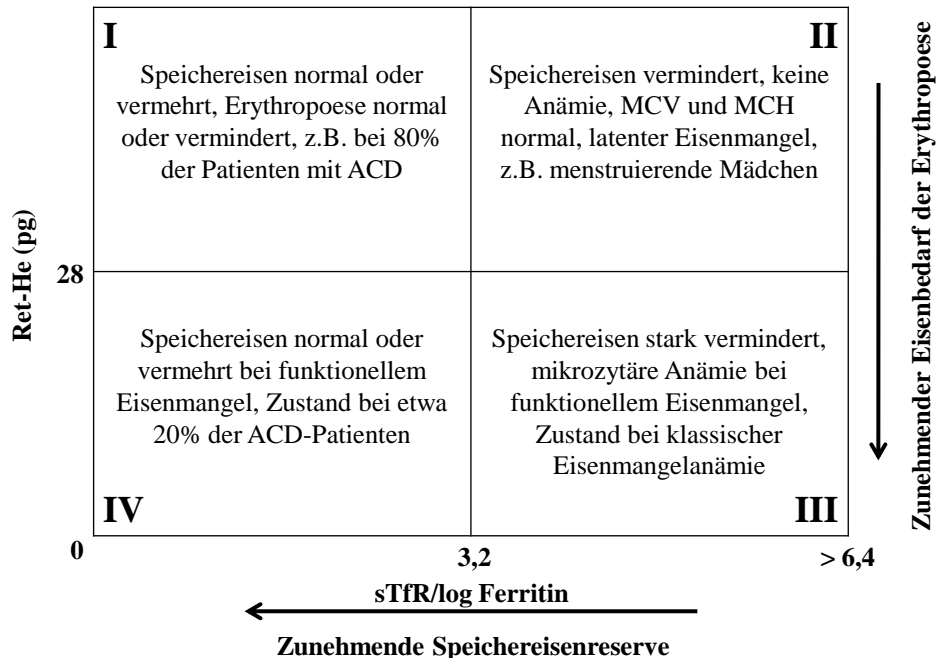 I
Speichereisen normal oder
vermehrt, Erythropoese normal
oder vermindert, z.B. bei 80%
der Patienten mit ACD
II
Speichereisen vermindert, keine
Anämie, MCV und MCH
normal, latenter Eisenmangel,
z.B. menstruierende Mädchen
Ret-He (pg)
28
Speichereisen normal oder
vermehrt bei funktionellem
Eisenmangel, Zustand bei etwa
20% der ACD-Patienten
IV
Speichereisen stark vermindert,
mikrozytäre Anämie bei
funktionellem Eisenmangel,
Zustand bei klassischer
Eisenmangelanämie
III
Zunehmender Eisenbedarf der Erythropoese
0
3,2
> 6,4
sTfR/log Ferritin
Zunehmende Speichereisenreserve